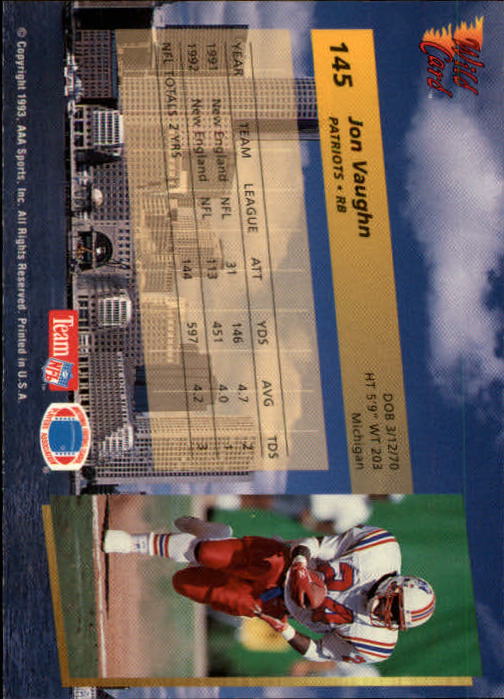 Wild
Card
145 Jon Vaughn
PATRIOTS • RB
DOB 3/12/70
HT 5'9" WT 203
Michigan
YEAR TEAM LEAGUE ATT YDS AVG TDS
1991 New England NFL 31 146 4.7 2
1992 New England NFL 113 451 4.0 1
NFL TOTALS 2 YRS 144 597 4.2 3
Team
NFL
24
© Copyright 1993, AAA Sports, Inc. All Rights Reserved. Printed in U.S.A.